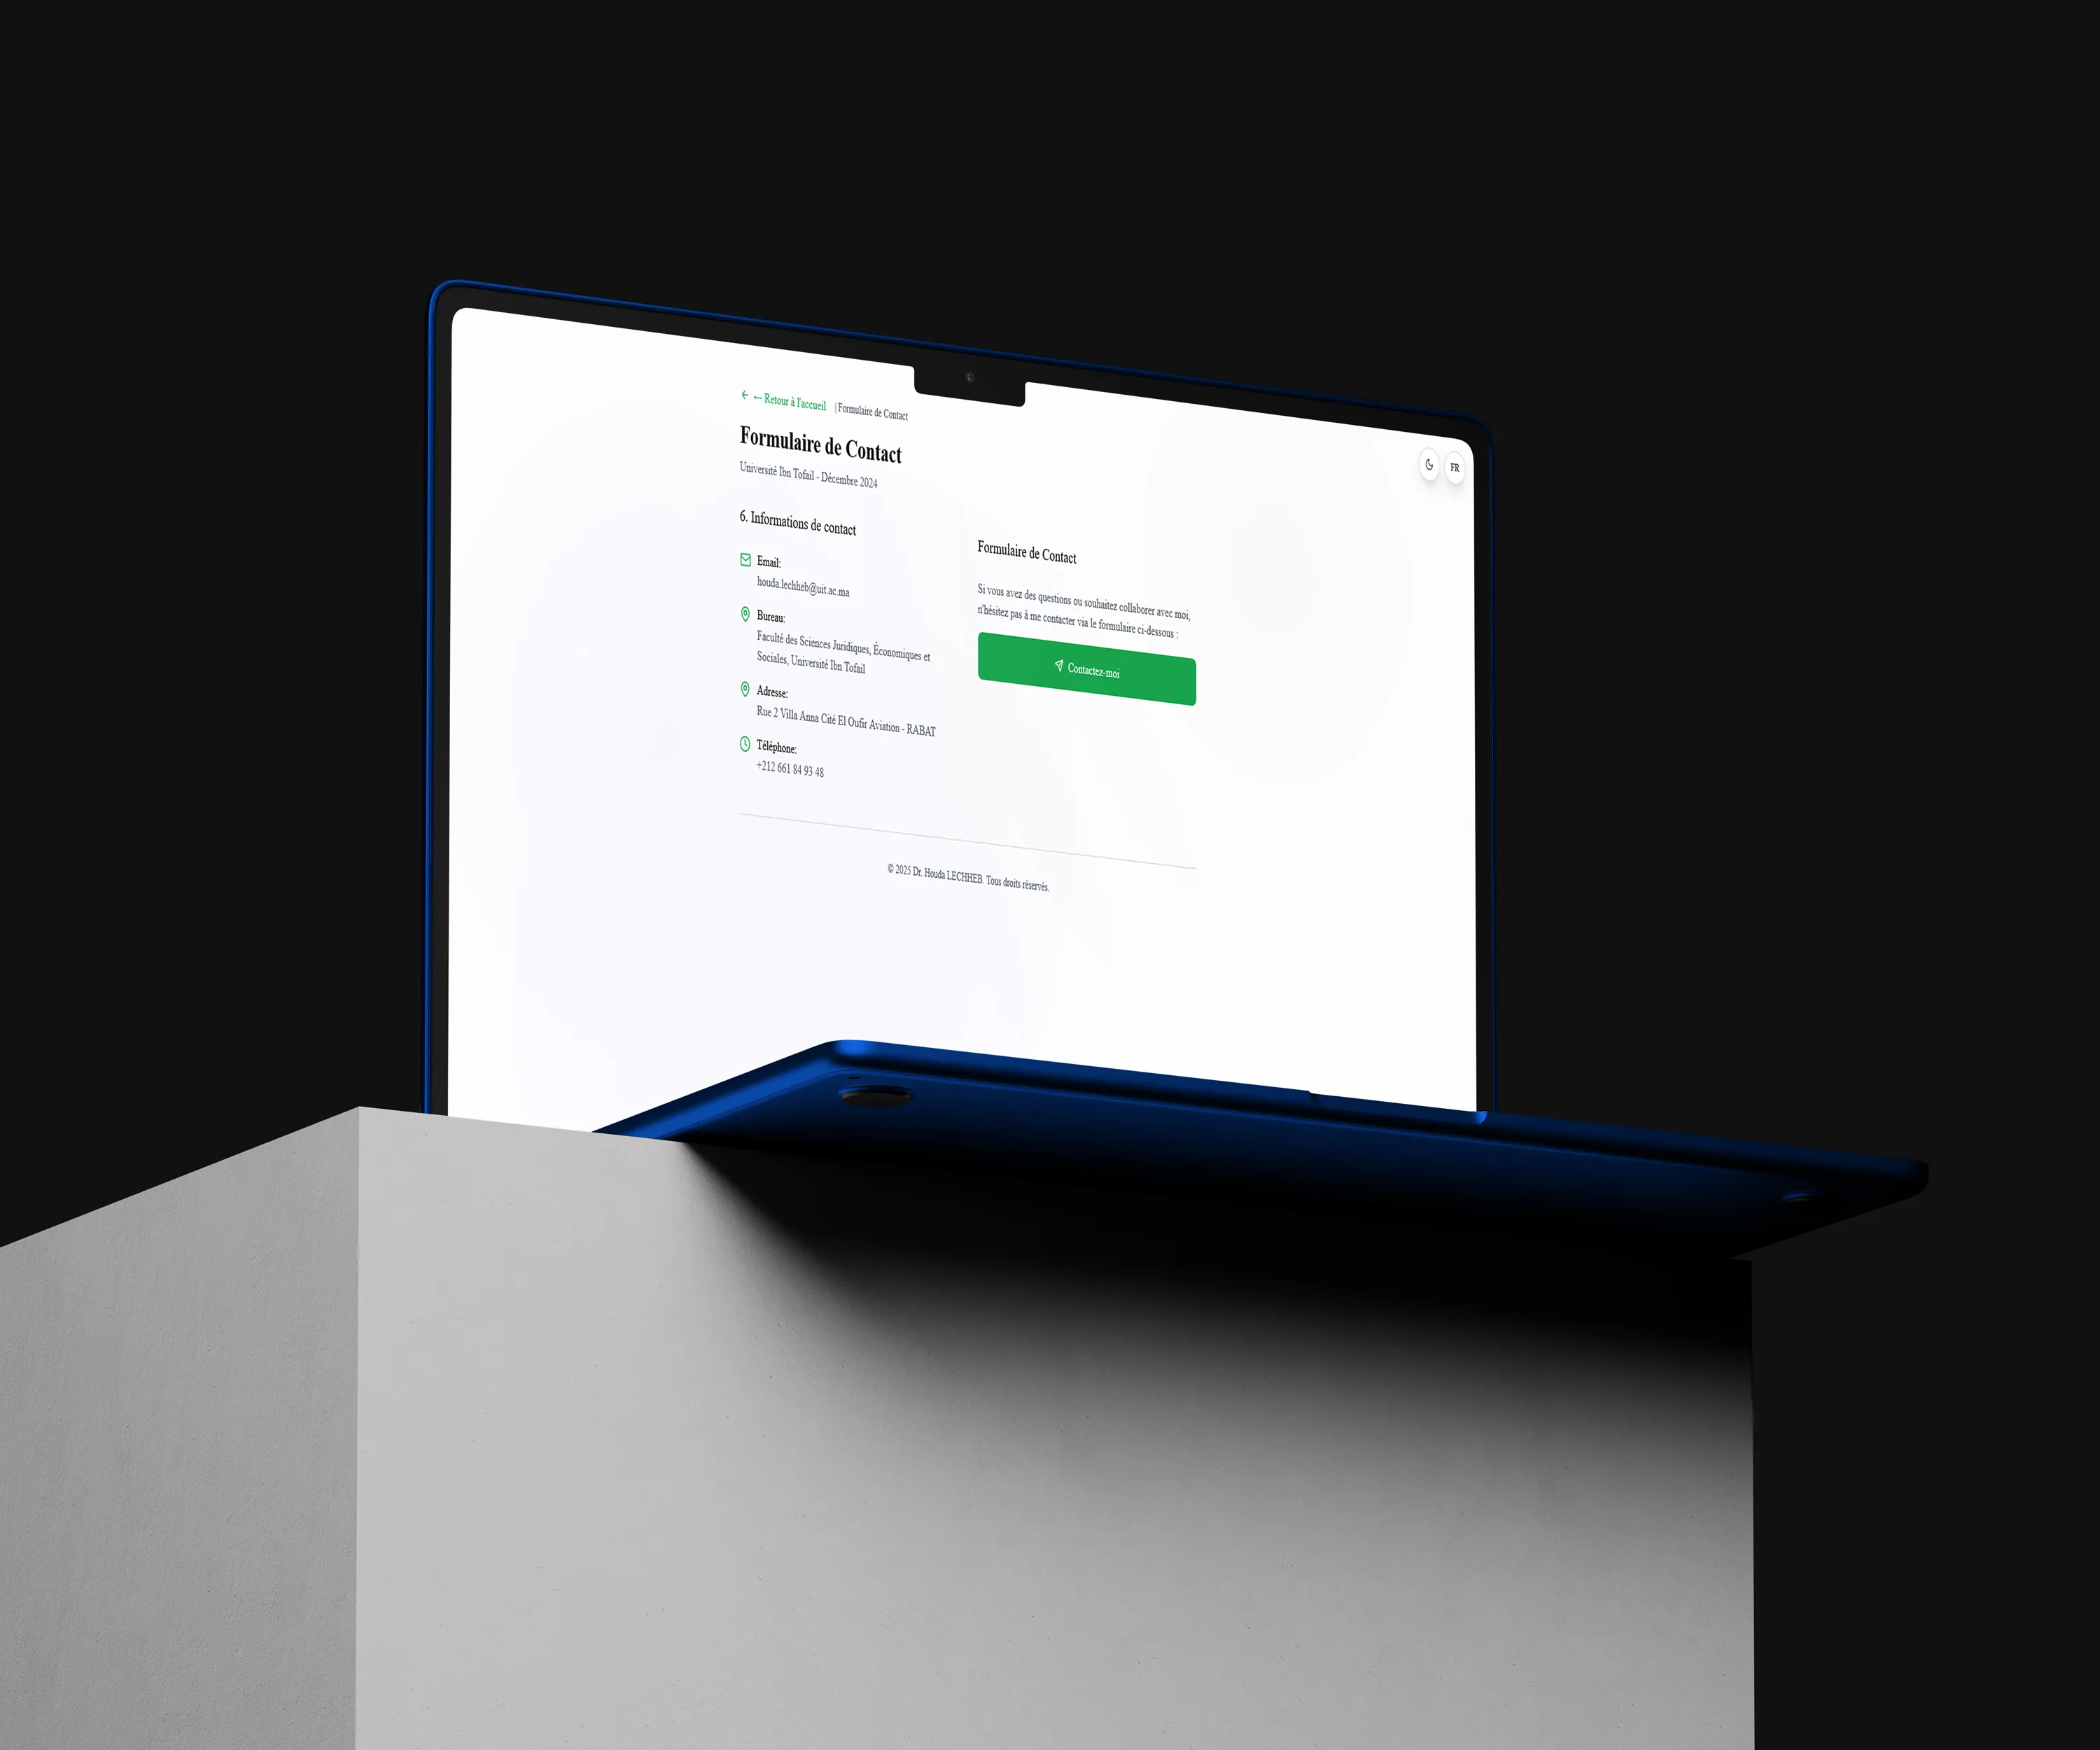 ← Retour à l'accueil | Formulaire de Contact
Formulaire de Contact
Université Ibn Tofail - Décembre 2024
FR
6. Informations de contact
Email:
houda.lechheb@uit.ac.ma
Bureau:
Faculté des Sciences Juridiques, Économiques et
Sociales, Université Ibn Tofail
Adresse:
Rue 2 Villa Anna Cité El Oufir Aviation - RABAT
Téléphone:
+212 661 84 93 48
Formulaire de Contact
Si vous avez des questions ou souhaitez collaborer avec moi,
n'hésitez pas à me contacter via le formulaire ci-dessous :
Contactez-moi
© 2025 Dr. Houda LECHHEB. Tous droits réservés.